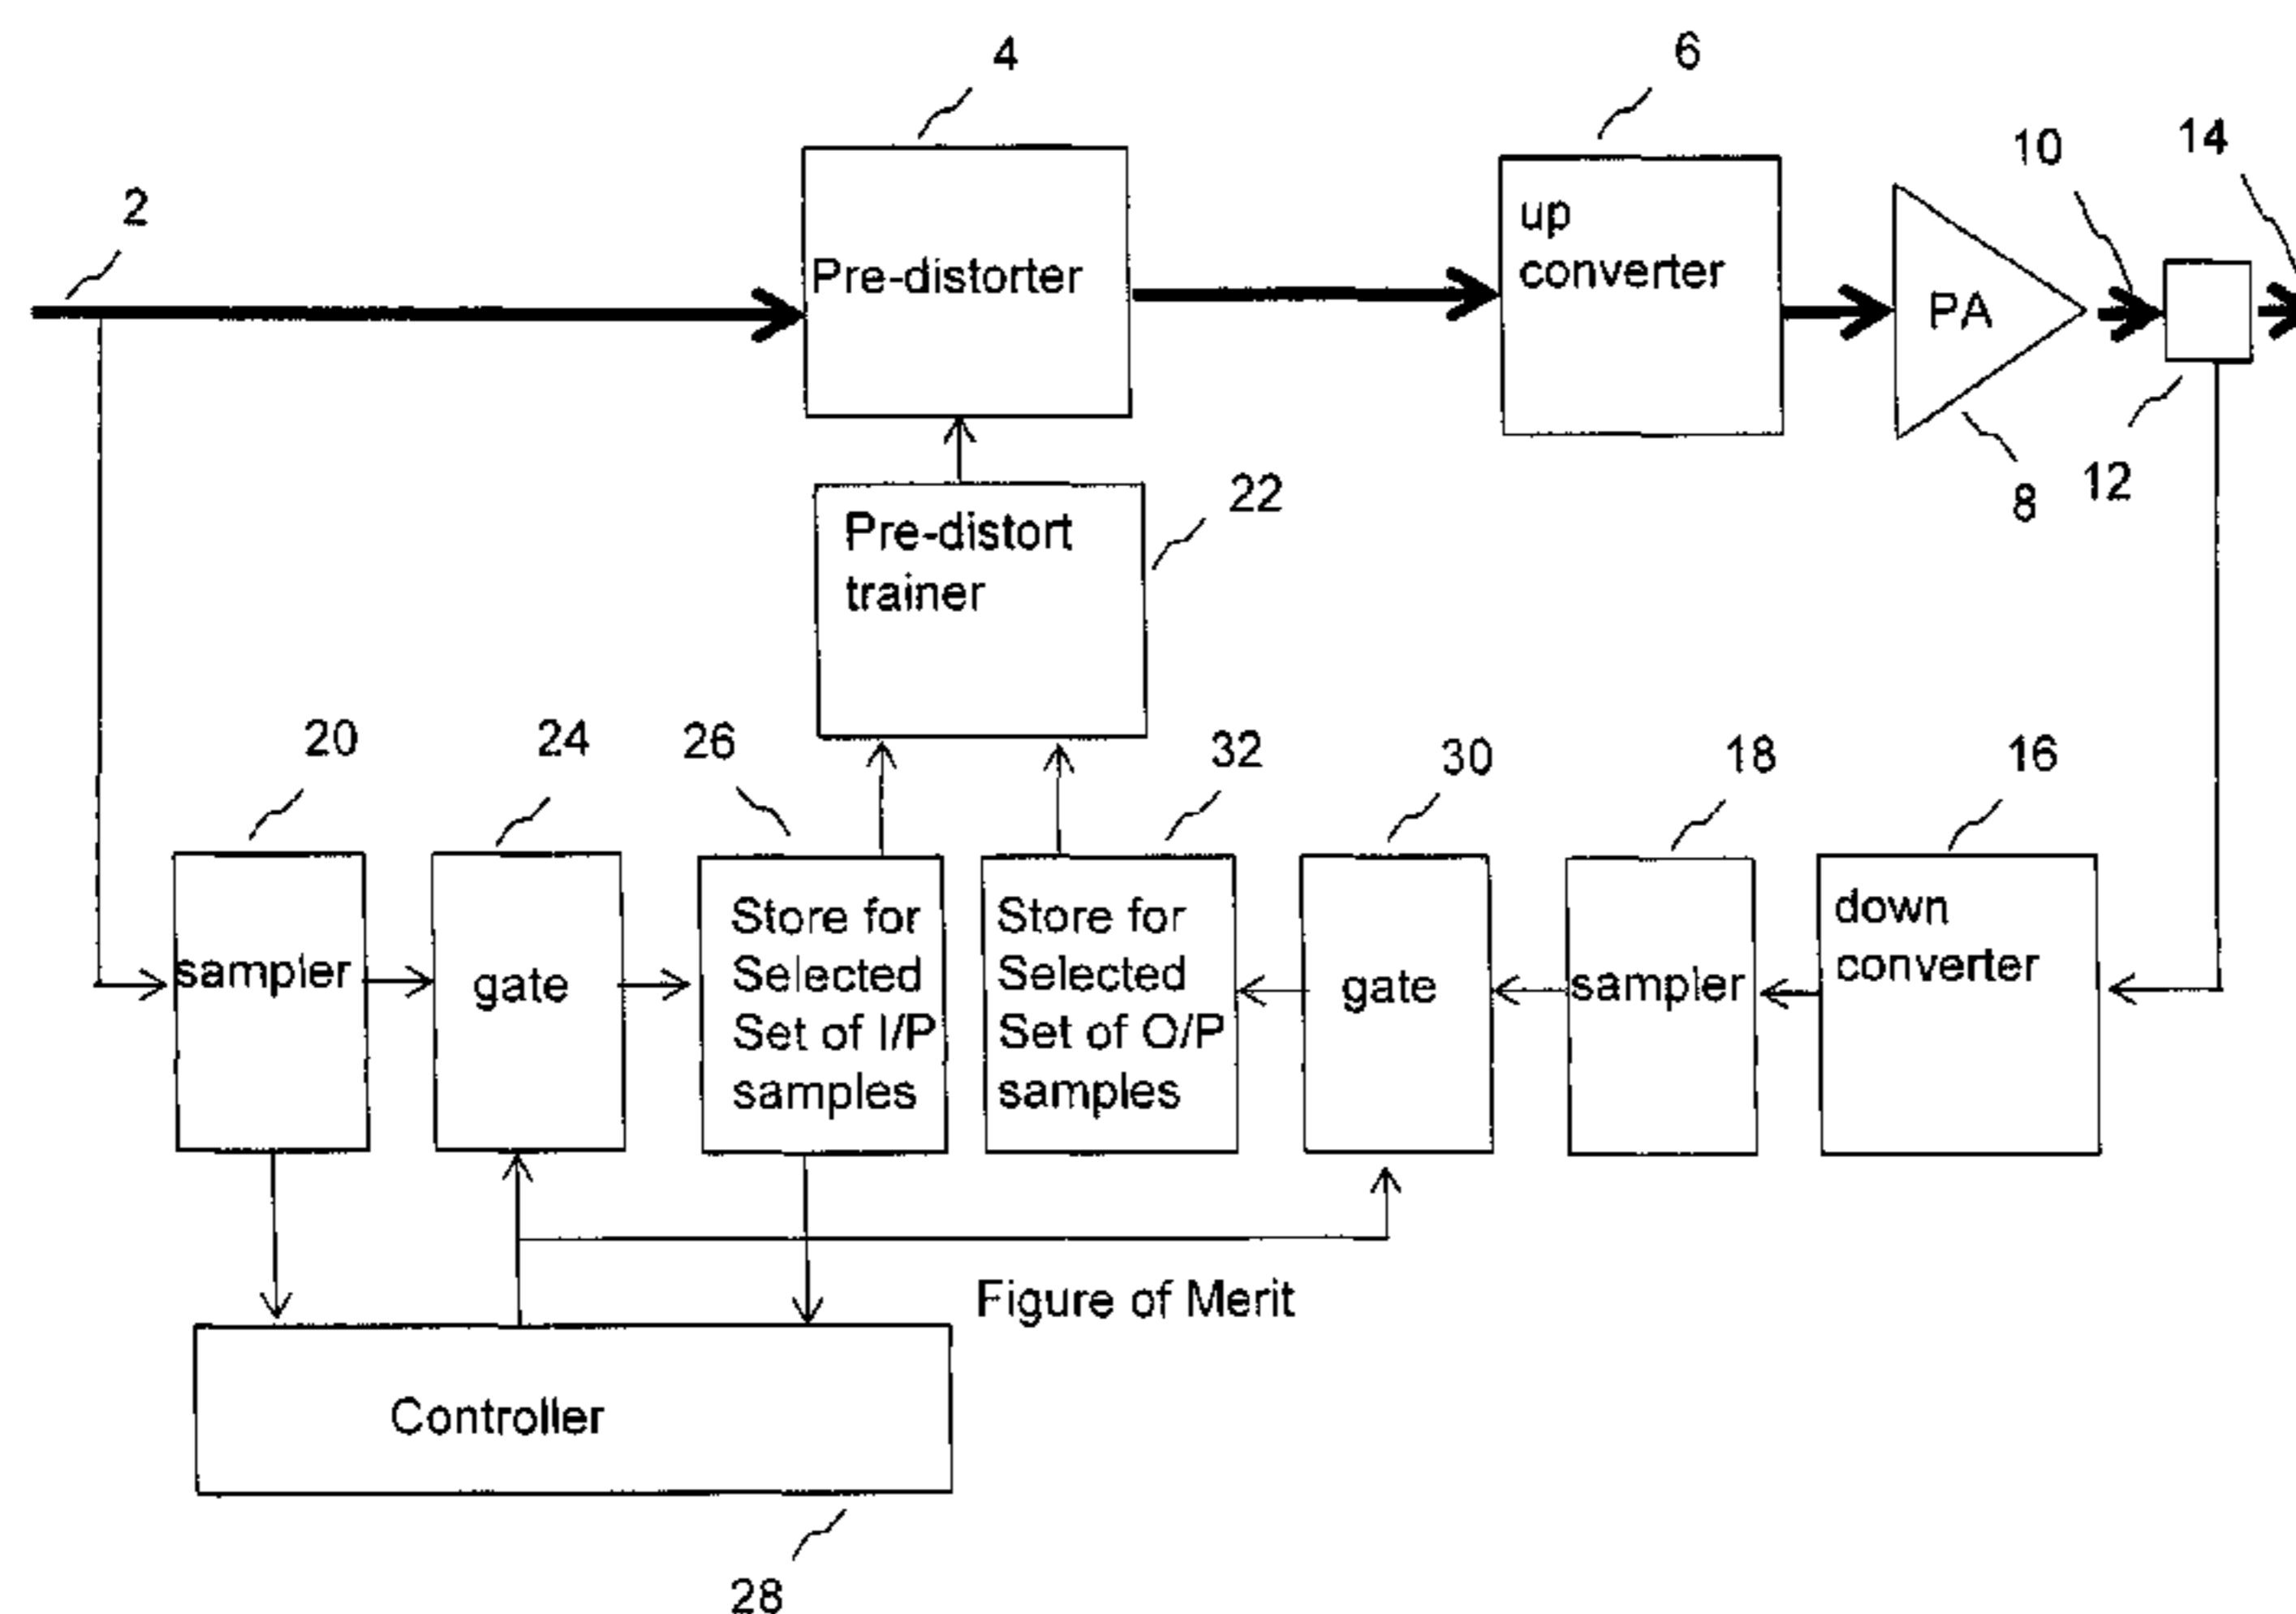 4
6
10
14
2
up
converter
Pre-distorter
PA
22
12
8
Pre-distort
trainer
20
24
26
32
30
18
16
Store for
Selected
Set of I/P
samples
Store for
Selected
Set of O/P
samples
down
converter
sampler
gate
gate
sampler
Figure of Merit
Controller
28